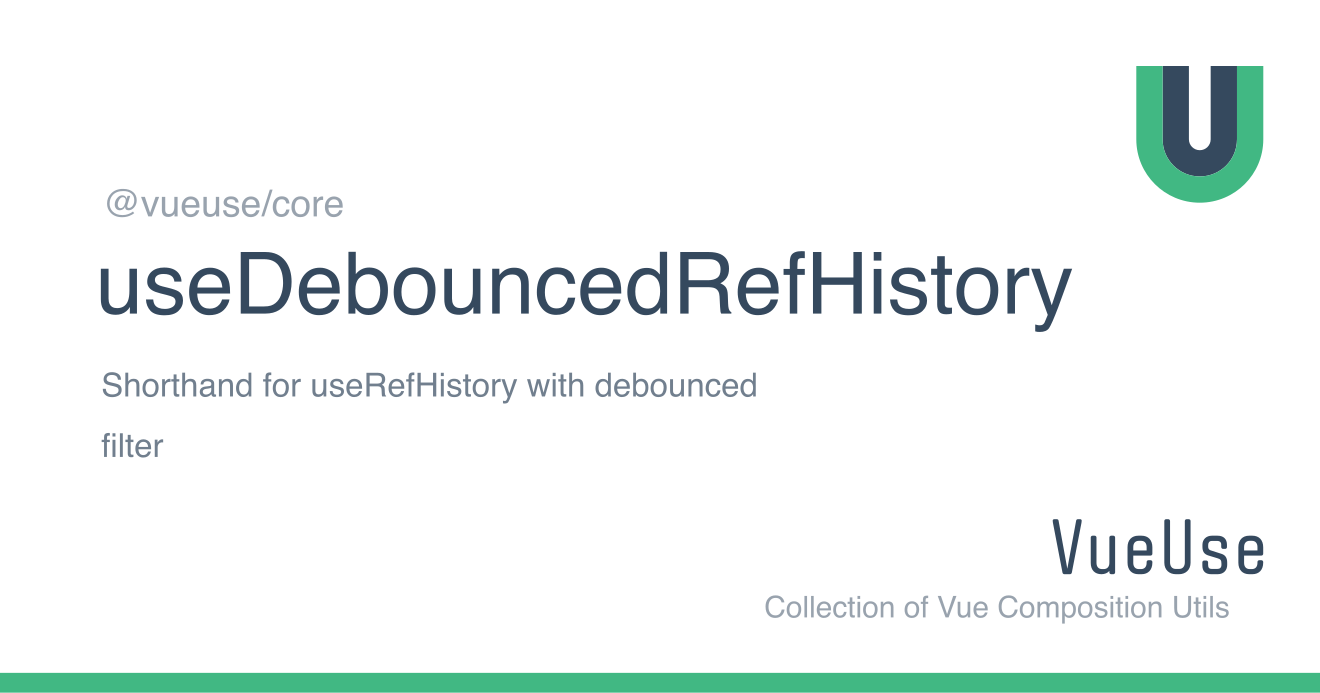 @vueuse/core
useDebouncedRefHistory
Shorthand for useRefHistory with debounced
filter
VueUse
Collection of Vue Composition Utils